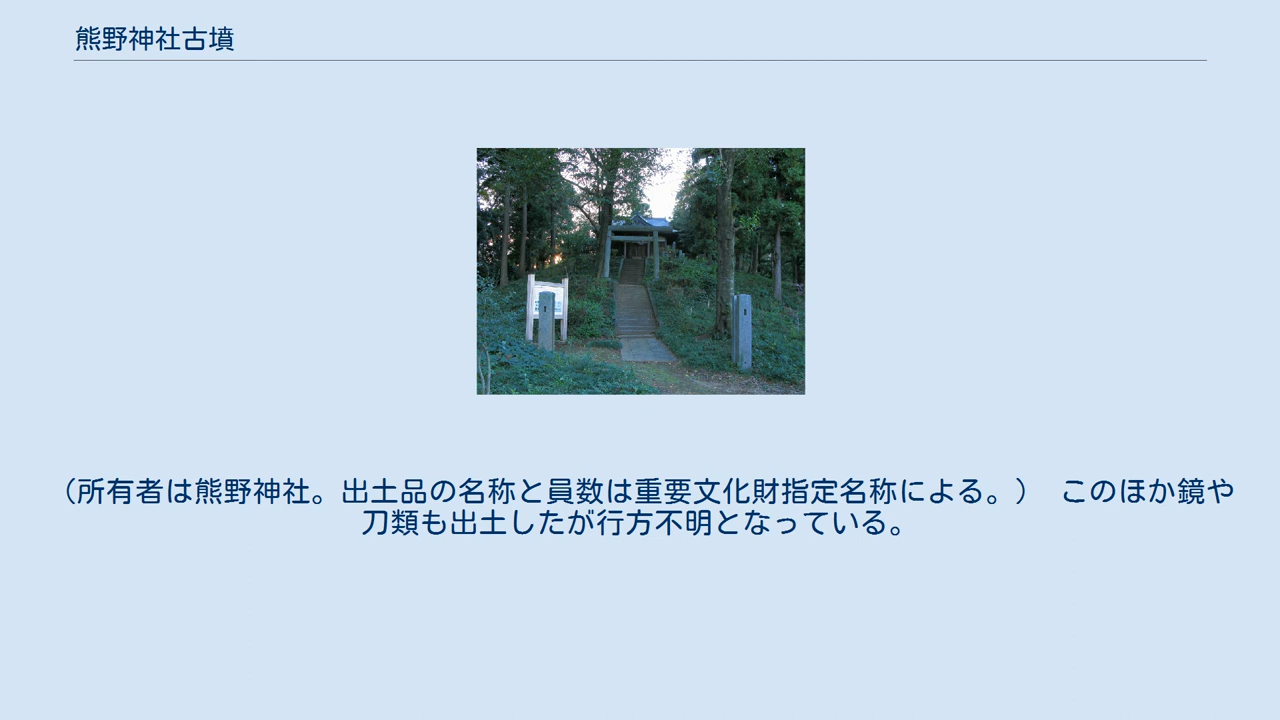 熊野神社古墳
（所有者は熊野神社。出土品の名称と員数は重要文化財指定名称による。）　このほか鏡や
刀類も出土したが行方不明となっている。